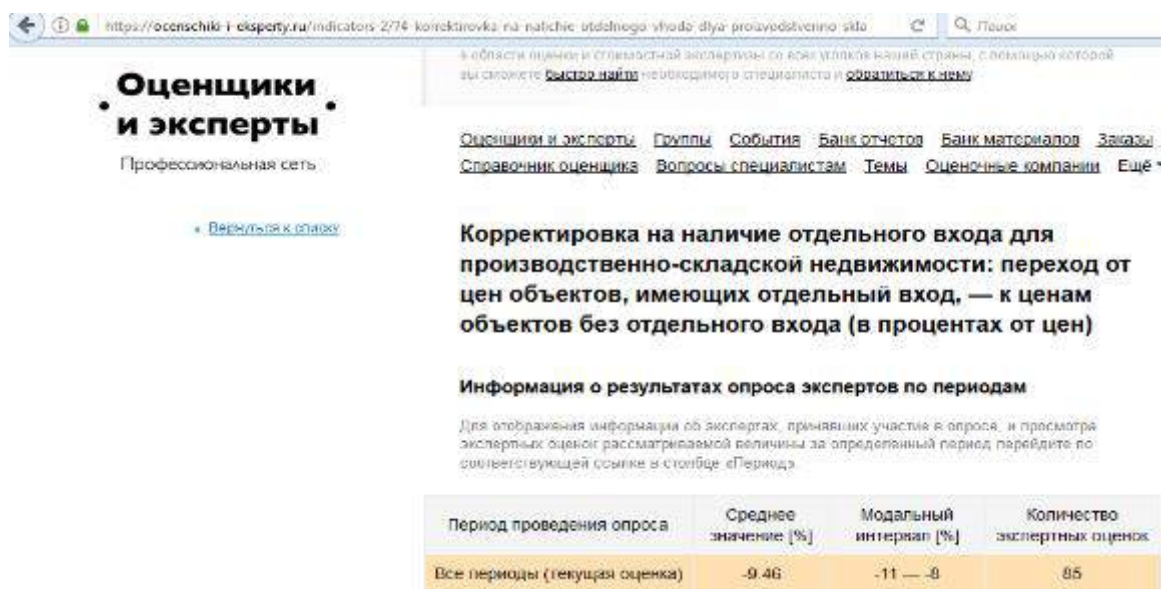 https://ocenschiki-i-eksperty.ru/indicators-2/74-korrektirovka-na-nalichie-otdelnogo-vhoda-dlya-proizvodstvenno-skla
Поиск
в области оценки и стоимостной экспертизы со всех уголков нашей страны, с помощью которой
вы сможете быстро найти необходимого специалиста и обратиться к нему
Оценщики
и эксперты
Профессиональная сеть
Оценщики и эксперты Группы События Банк отчетов Банк материалов Заказы
Справочник оценщика Вопросы специалистам Темы Оценочные компании Ещё
Вернуться к списку
Корректировка на наличие отдельного входа для
производственно-складской недвижимости: переход от
цен объектов, имеющих отдельный вход, — к ценам
объектов без отдельного входа (в процентах от цен)
Информация о результатах опроса экспертов по периодам
Для отображения информации об экспертах, принявших участие в опросе, и просмотра
экспертных оценок рассматриваемой величины за определенный период перейдите по
соответствующей ссылке в столбце «Период»
Период проведения опроса Среднее значение [%] Модальный интервал [%] Количество экспертных оценок
Все периоды (текущая оценка) -9.46 -11 — -8 85